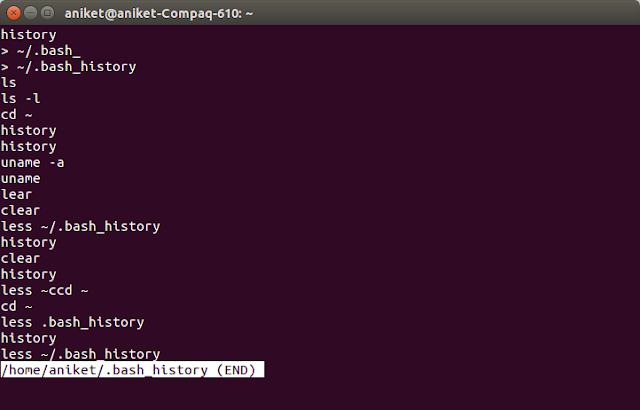 aniket@aniket-Compaq-610: ~
history
> ~/.bash_
> ~/.bash_history
ls
ls -l
cd ~
history
history
uname -a
uname
lear
clear
less ~/.bash_history
history
clear
history
less ~ccd ~
cd ~
less .bash_history
history
less ~/.bash_history
/home/aniket/.bash_history (END)